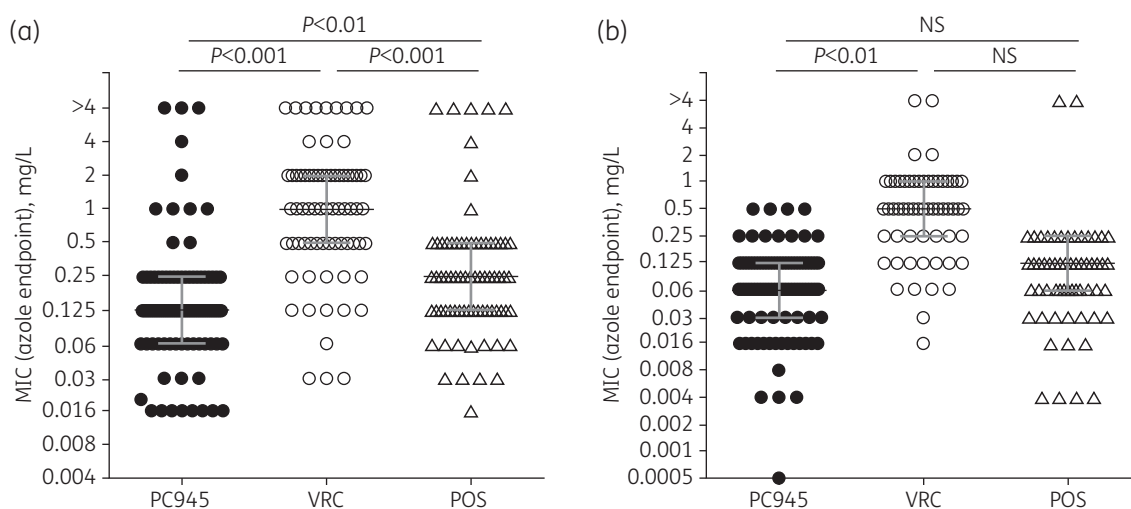 (a)
P<0.01
P<0.001 P<0.001
MIC (azole endpoint), mg/L
>4
4
2
1
0.5
0.25
0.125
0.06
0.03
0.016
0.008
0.004
PC945 VRC POS
(b)
NS
P<0.01 NS
MIC (azole endpoint), mg/L
>4
4
2
1
0.5
0.25
0.125
0.06
0.03
0.016
0.008
0.004
0.002
0.001
0.0005
PC945 VRC POS